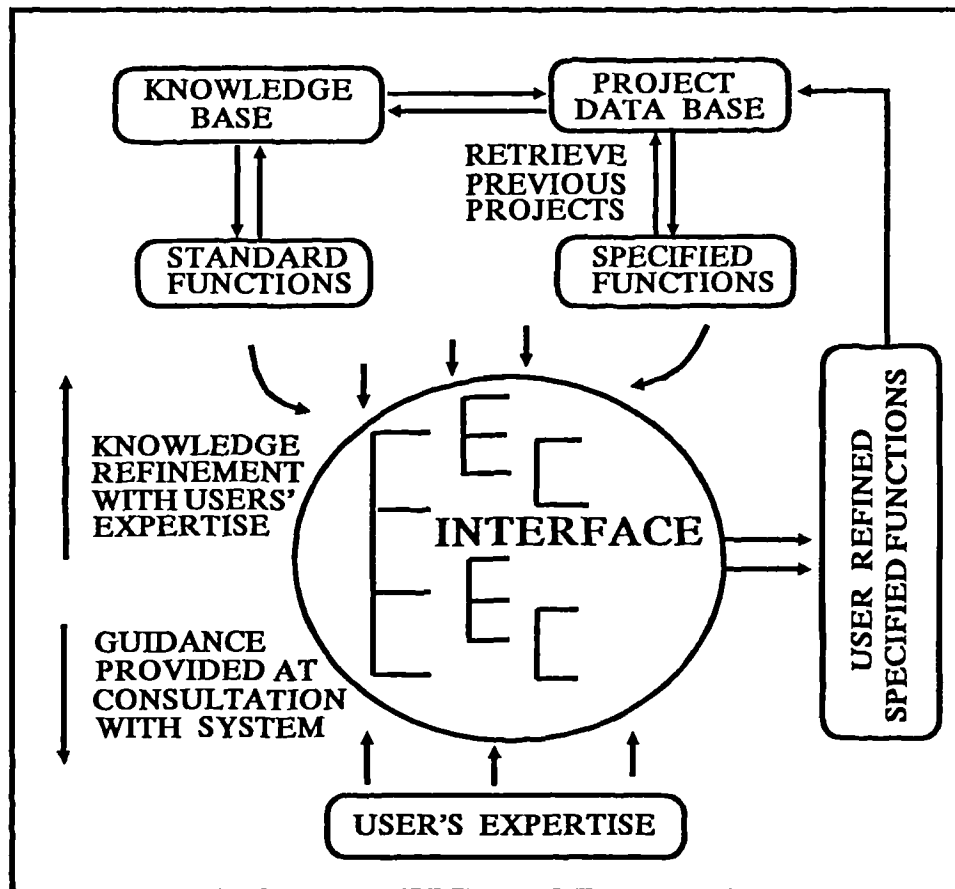 KNOWLEDGE
BASE
PROJECT
DATA BASE
RETRIEVE
PREVIOUS
PROJECTS
STANDARD
FUNCTIONS
SPECIFIED
FUNCTIONS
KNOWLEDGE
REFINEMENT
WITH USERS'
EXPERTISE
INTERFACE
USER REFINED
SPECIFIED FUNCTIONS
GUIDANCE
PROVIDED AT
CONSULTATION
WITH SYSTEM
USER'S EXPERTISE